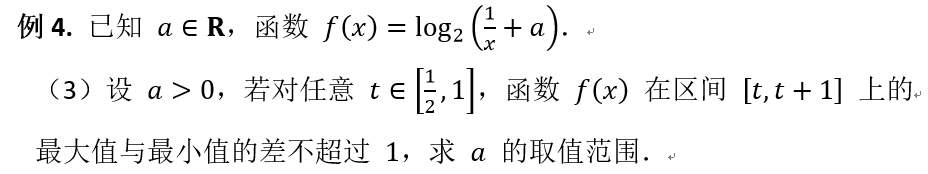 例 4. 已知 a ∈ R，函数 f(x) = log₂(1/x + a).
（3）设 a > 0，若对任意 t ∈ [1/2, 1]，函数 f(x) 在区间 [t, t + 1] 上的
最大值与最小值的差不超过 1，求 a 的取值范围.